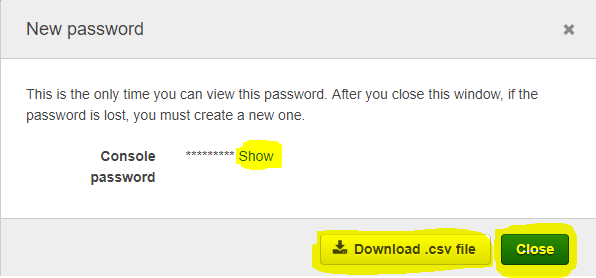 New password ×
This is the only time you can view this password. After you close this window, if the
password is lost, you must create a new one.
Console ********* Show
password
Download .csv file Close